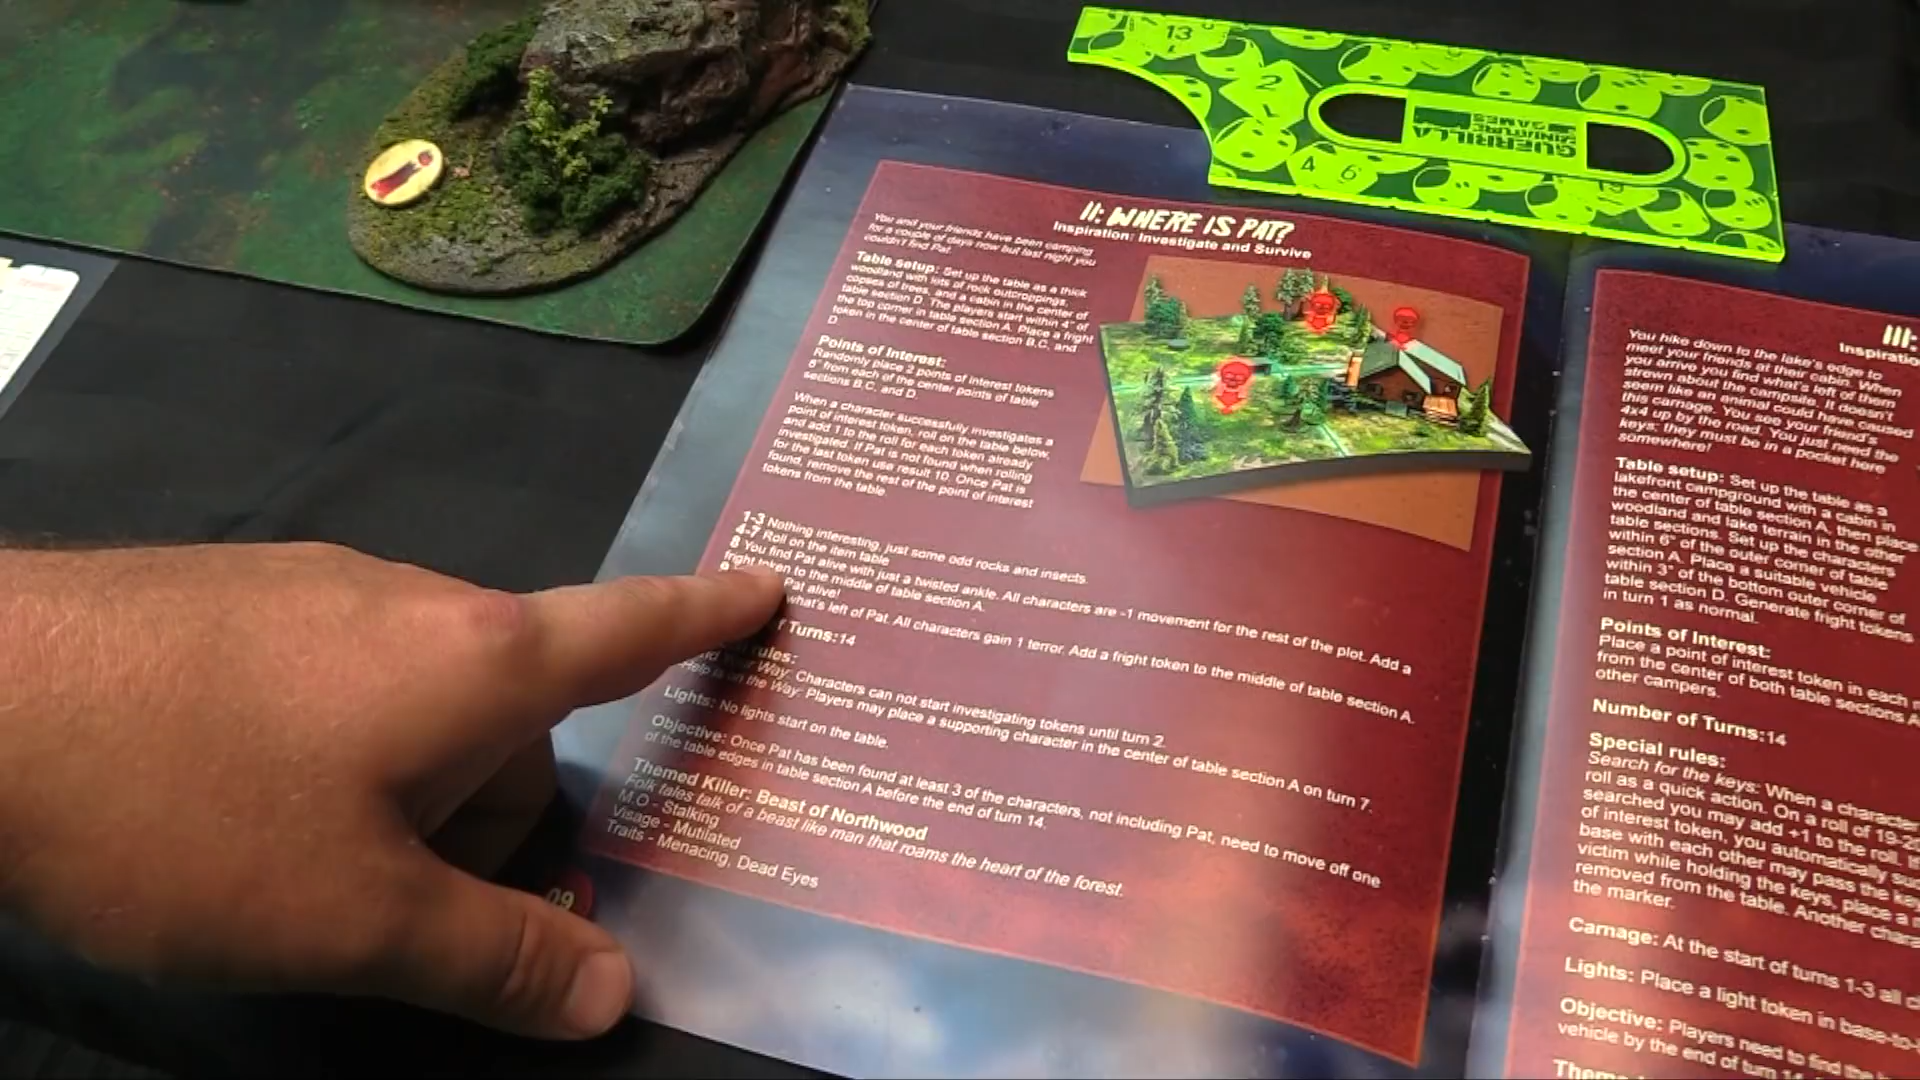 13
2
4 6
GUERRILLA
MINIATURE
GAMES
II: WHERE IS PAT?
Inspiration: Investigate and Survive
You and your friends have been camping
for a couple of days now but last night you
couldn't find Pat.
Table setup: Set up the table as a thick
woodland with lots of rock outcroppings,
copses of trees, and a cabin in the center of
table section D. The players start within 4" of
the top corner in table section A. Place a fright
token in the center of table section B,C, and
D
Points of Interest:
Randomly place 2 points of interest tokens
6" from each of the center points of table
sections B,C, and D.
When a character successfully investigates a
point of interest token, roll on the table below,
and add 1 to the roll for each token already
investigated. If Pat is not found when rolling
for the last token use result 10. Once Pat is
found, remove the rest of the point of interest
tokens from the table.
1-3 Nothing interesting, just some odd rocks and insects.
4-7 Roll on the item table
8 You find Pat alive with just a twisted ankle. All characters are -1 movement for the rest of the plot. Add a
fright token to the middle of table section A.
9 Pat alive!
what's left of Pat. All characters gain 1 terror. Add a fright token to the middle of table section A.
f Turns:14
rules:
Way: Characters can not start investigating tokens until turn 2.
Help is on the Way: Players may place a supporting character in the center of table section A on turn 7.
Lights: No lights start on the table.
Objective: Once Pat has been found at least 3 of the characters, not including Pat, need to move off one
of the table edges in table section A before the end of turn 14.
Themed Killer: Beast of Northwood
Folk tales talk of a beast like man that roams the heart of the forest.
M.O - Stalking
Visage - Mutilated
Traits - Menacing, Dead Eyes
09
III:
Inspiratio
You hike down to the lake's edge to
meet your friends at their cabin. When
you arrive you find what's left of them
strewn about the campsite. It doesn't
seem like an animal could have caused
this carnage. You see your friend's
4x4 up by the road. You just need the
keys; they must be in a pocket here
somewhere!
Table setup: Set up the table as a
lakefront campground with a cabin in
the center of table section A, then place
woodland and lake terrain in the other
table sections. Set up the characters
within 6" of the outer corner of table
section A. Place a suitable vehicle
within 3" of the bottom outer corner of
table section D. Generate fright tokens
in turn 1 as normal.
Points of Interest:
Place a point of interest token in each
from the center of both table sections
other campers.
Number of Turns:14
Special rules:
Search for the keys: When a character
roll as a quick action. On a roll of 19-20
searched you may add +1 to the roll. If
of interest token, you automatically suc
base with each other may pass the key
victim while holding the keys, place a
removed from the table. Another chara
the marker.
Carnage: At the start of turns 1-3 all c
Lights: Place a light token in base-to-
Objective: Players need to find the
vehicle by the end of turn 14
Theme